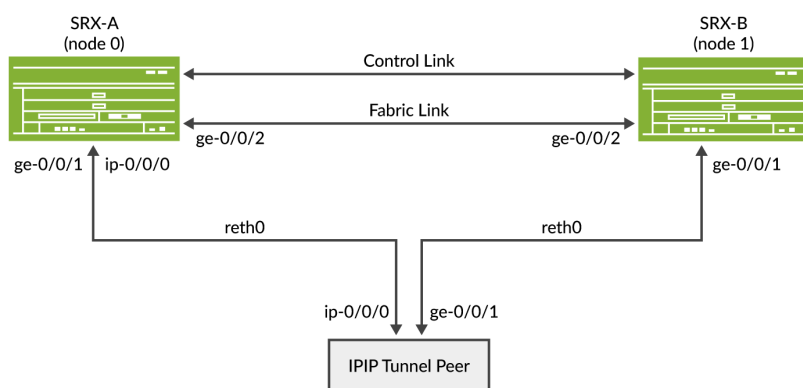 SRX-A
(node 0)
SRX-B
(node 1)
Control Link
Fabric Link
ge-0/0/2
ge-0/0/2
ge-0/0/1 ip-0/0/0
ge-0/0/1
reth0
reth0
ip-0/0/0
ge-0/0/1
IPIP Tunnel Peer